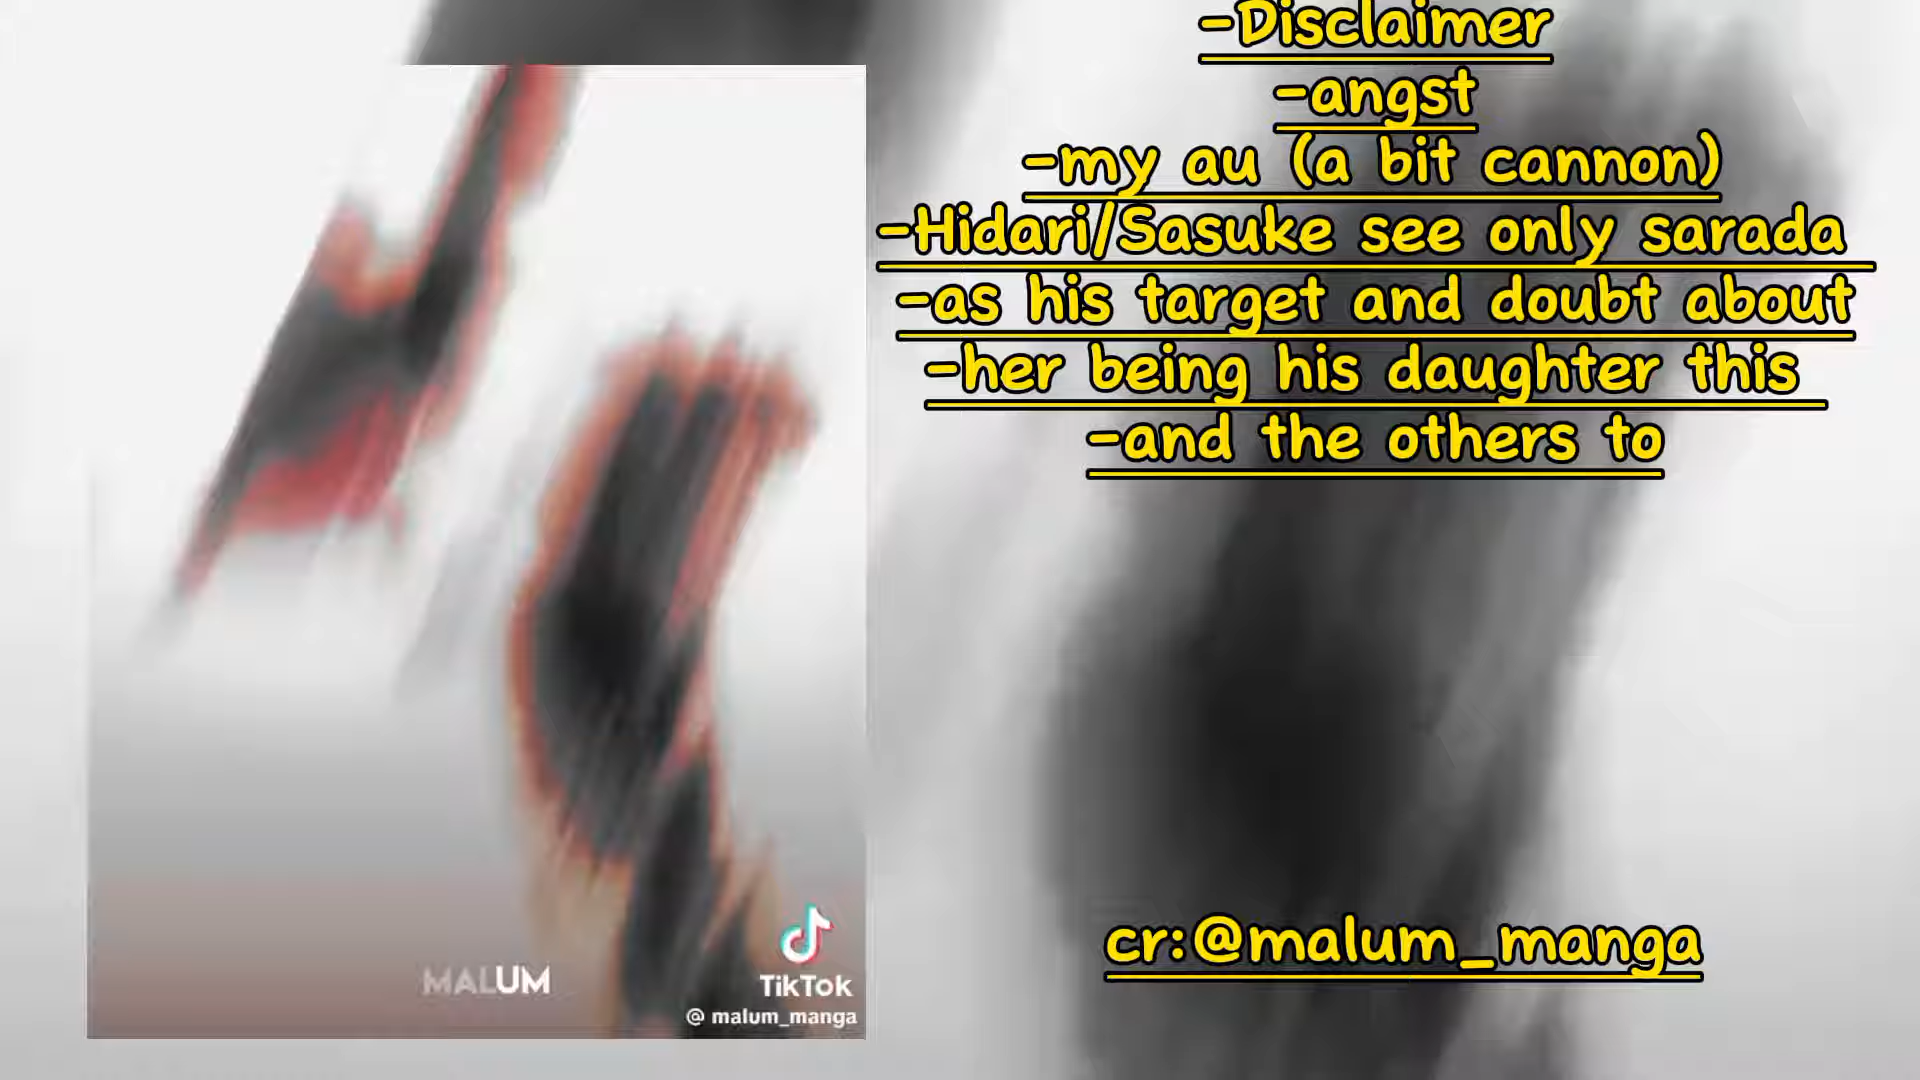 -Disclaimer
-angst
-my au (a bit cannon)
-Hidari/Sasuke see only sarada
-as his target and doubt about
-her being his daughter this
-and the others to
cr:@malum_manga
MALUM
TikTok
@ malum_manga